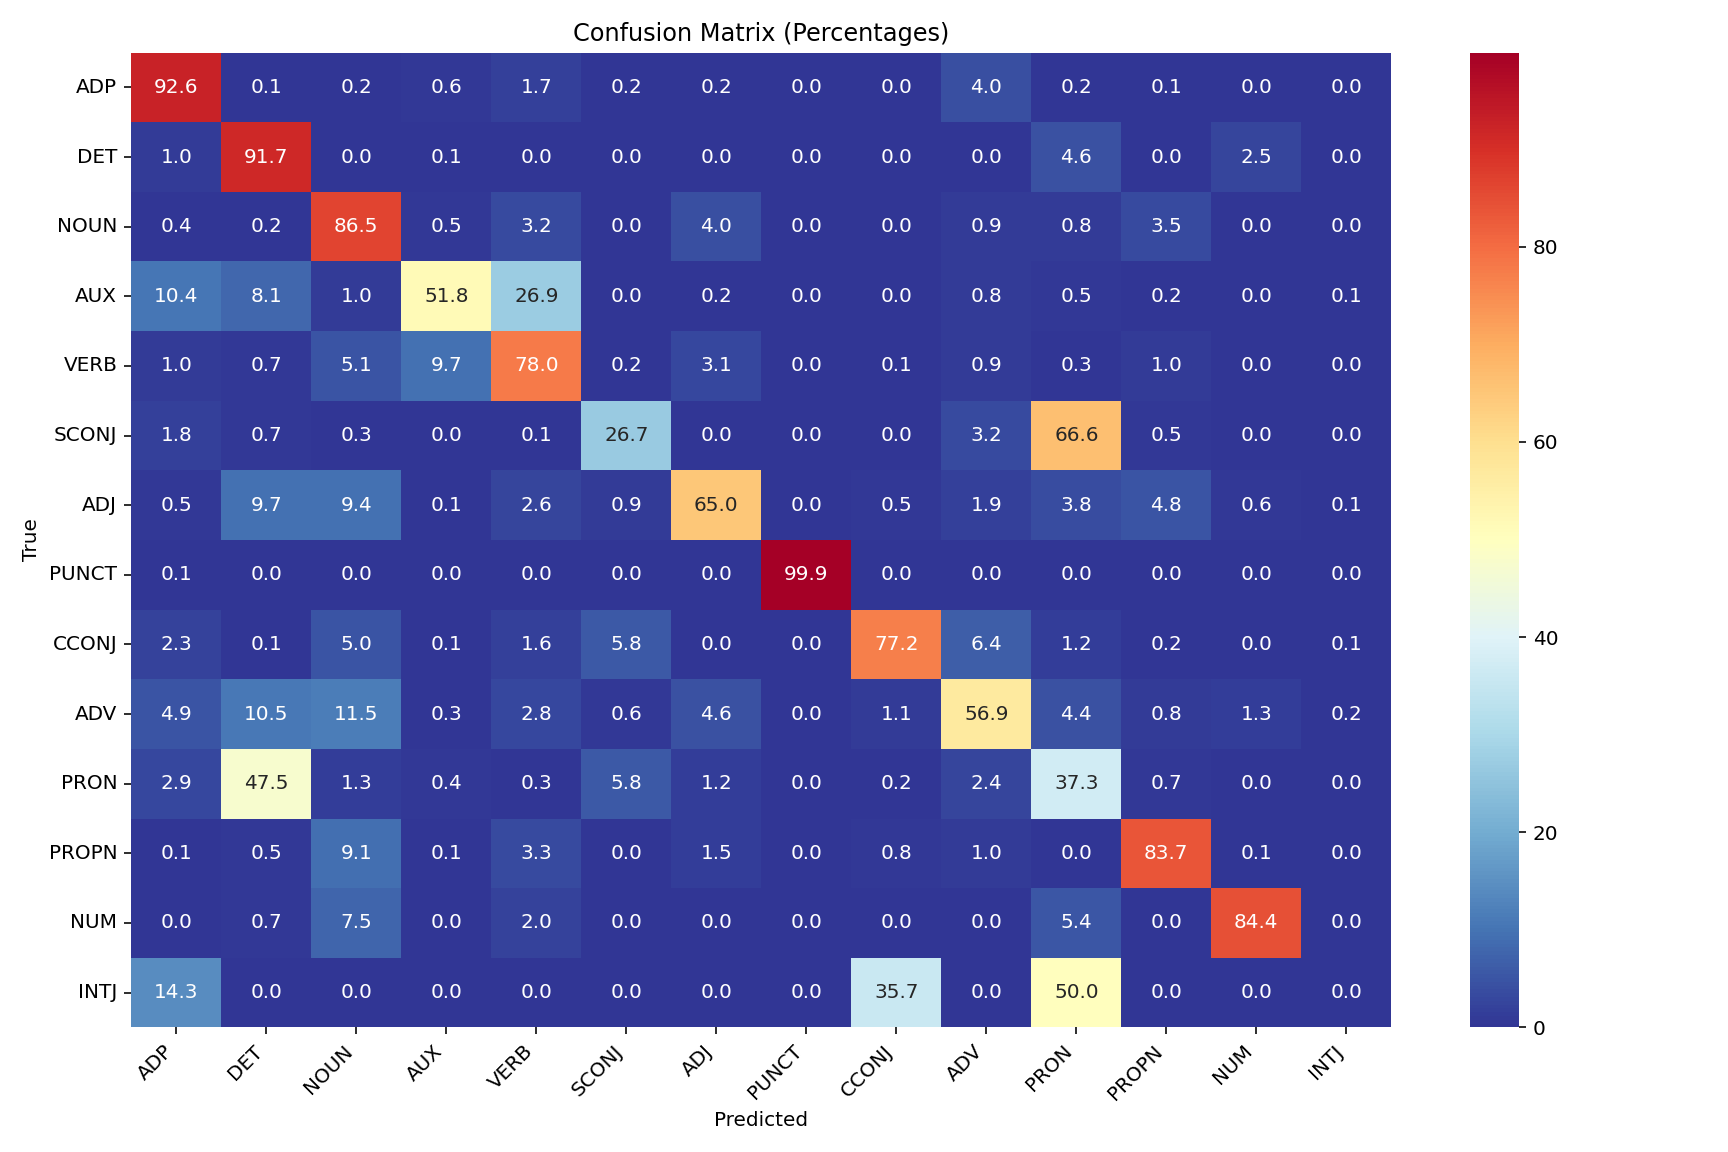 Confusion Matrix (Percentages)
ADP 92.6 0.1 0.2 0.6 1.7 0.2 0.2 0.0 0.0 4.0 0.2 0.1 0.0 0.0
DET 1.0 91.7 0.0 0.1 0.0 0.0 0.0 0.0 0.0 0.0 4.6 0.0 2.5 0.0
NOUN 0.4 0.2 86.5 0.5 3.2 0.0 4.0 0.0 0.0 0.9 0.8 3.5 0.0 0.0
80
AUX 10.4 8.1 1.0 51.8 26.9 0.0 0.2 0.0 0.0 0.8 0.5 0.2 0.0 0.1
VERB 1.0 0.7 5.1 9.7 78.0 0.2 3.1 0.0 0.1 0.9 0.3 1.0 0.0 0.0
SCONJ 1.8 0.7 0.3 0.0 0.1 26.7 0.0 0.0 0.0 3.2 66.6 0.5 0.0 0.0
60
ADJ 0.5 9.7 9.4 0.1 2.6 0.9 65.0 0.0 0.5 1.9 3.8 4.8 0.6 0.1
True
PUNCT 0.1 0.0 0.0 0.0 0.0 0.0 0.0 99.9 0.0 0.0 0.0 0.0 0.0 0.0
CCONJ 2.3 0.1 5.0 0.1 1.6 5.8 0.0 0.0 77.2 6.4 1.2 0.2 0.0 0.1
40
ADV 4.9 10.5 11.5 0.3 2.8 0.6 4.6 0.0 1.1 56.9 4.4 0.8 1.3 0.2
PRON 2.9 47.5 1.3 0.4 0.3 5.8 1.2 0.0 0.2 2.4 37.3 0.7 0.0 0.0
20
PROPN 0.1 0.5 9.1 0.1 3.3 0.0 1.5 0.0 0.8 1.0 0.0 83.7 0.1 0.0
NUM 0.0 0.7 7.5 0.0 2.0 0.0 0.0 0.0 0.0 0.0 5.4 0.0 84.4 0.0
INTJ 14.3 0.0 0.0 0.0 0.0 0.0 0.0 0.0 35.7 0.0 50.0 0.0 0.0 0.0
0
ADP DET NOUN AUX VERB SCONJ ADJ PUNCT CCONJ ADV PRON PROPN NUM INTJ
Predicted